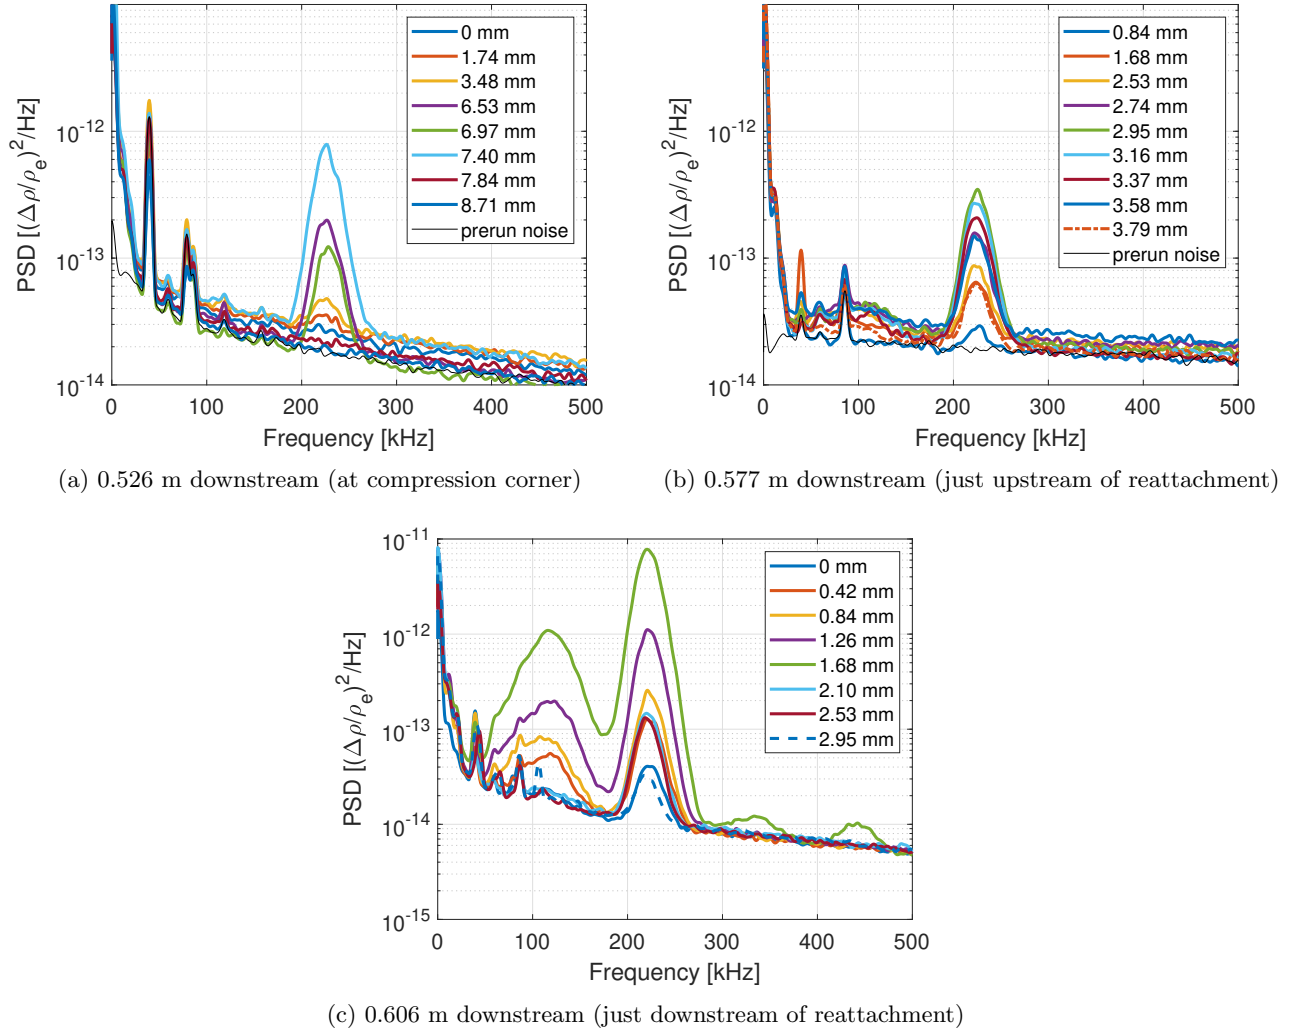 PSD [(Δρ/ρe)2/Hz]
10-12
10-13
10-14
0 100 200 300 400 500
Frequency [kHz]
0 mm
1.74 mm
3.48 mm
6.53 mm
6.97 mm
7.40 mm
7.84 mm
8.71 mm
prerun noise
(a) 0.526 m downstream (at compression corner)
PSD [(Δρ/ρe)2/Hz]
10-12
10-13
10-14
0 100 200 300 400 500
Frequency [kHz]
0.84 mm
1.68 mm
2.53 mm
2.74 mm
2.95 mm
3.16 mm
3.37 mm
3.58 mm
3.79 mm
prerun noise
(b) 0.577 m downstream (just upstream of reattachment)
PSD [(Δρ/ρe)2/Hz]
10-11
10-12
10-13
10-14
10-15
0 100 200 300 400 500
Frequency [kHz]
0 mm
0.42 mm
0.84 mm
1.26 mm
1.68 mm
2.10 mm
2.53 mm
2.95 mm
(c) 0.606 m downstream (just downstream of reattachment)